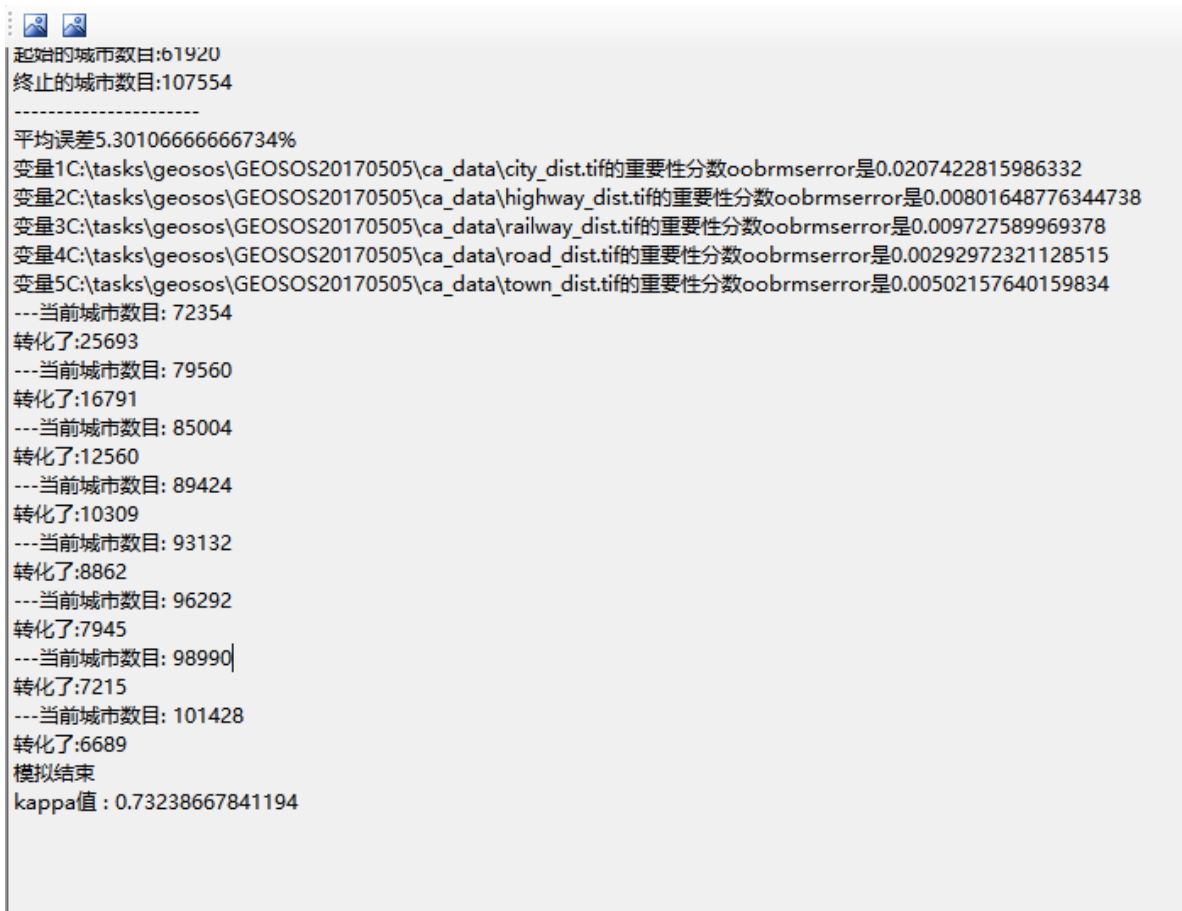 起始的城市数目:61920
终止的城市数目:107554
----------------------
平均误差5.30106666666734%
变量1C:\tasks\geosos\GEOSOS20170505\ca_data\city_dist.tif的重要性分数oobrmserror是0.0207422815986332
变量2C:\tasks\geosos\GEOSOS20170505\ca_data\highway_dist.tif的重要性分数oobrmserror是0.00801648776344738
变量3C:\tasks\geosos\GEOSOS20170505\ca_data\railway_dist.tif的重要性分数oobrmserror是0.009727589969378
变量4C:\tasks\geosos\GEOSOS20170505\ca_data\road_dist.tif的重要性分数oobrmserror是0.00292972321128515
变量5C:\tasks\geosos\GEOSOS20170505\ca_data\town_dist.tif的重要性分数oobrmserror是0.00502157640159834
---当前城市数目: 72354
转化了:25693
---当前城市数目: 79560
转化了:16791
---当前城市数目: 85004
转化了:12560
---当前城市数目: 89424
转化了:10309
---当前城市数目: 93132
转化了:8862
---当前城市数目: 96292
转化了:7945
---当前城市数目: 98990
转化了:7215
---当前城市数目: 101428
转化了:6689
模拟结束
kappa值 : 0.73238667841194